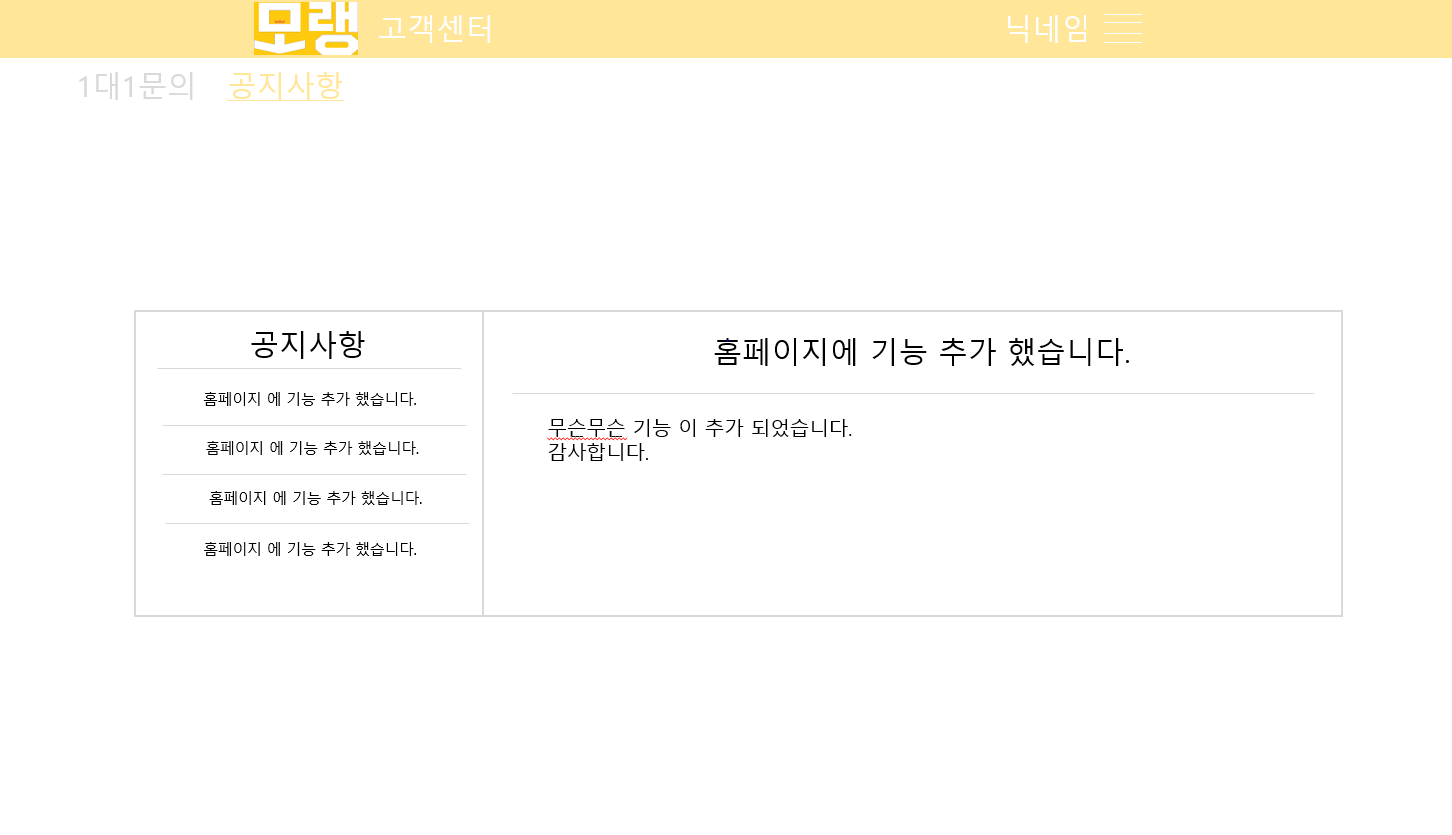 모랭 고객센터 닉네임
1대1문의 공지사항
공지사항
홈페이지 에 기능 추가 했습니다.
홈페이지 에 기능 추가 했습니다.
홈페이지 에 기능 추가 했습니다.
홈페이지 에 기능 추가 했습니다.
홈페이지에 기능 추가 했습니다.
무슨무슨 기능 이 추가 되었습니다.
감사합니다.